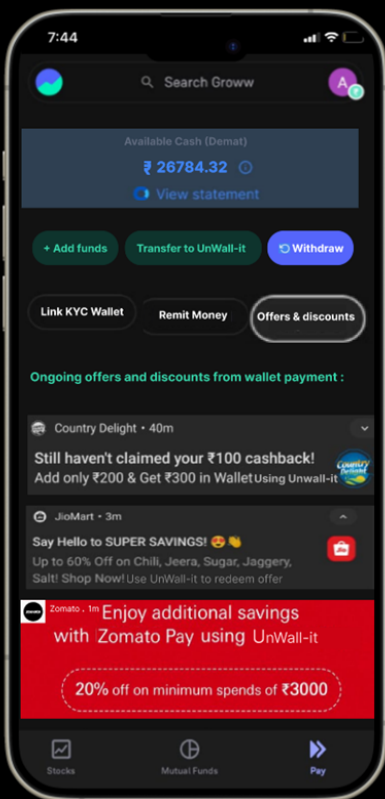 7:44
Search Groww
A
₹
Available Cash (Demat)
₹ 26784.32
View statement
+ Add funds
Transfer to UnWall-it
Withdraw
Link KYC Wallet
Remit Money
Offers & discounts
Ongoing offers and discounts from wallet payment :
Country Delight • 40m
Still haven't claimed your ₹100 cashback!
Add only ₹200 & Get ₹300 in Wallet Using Unwall-it
Country Delight
JioMart • 3m
Say Hello to SUPER SAVINGS! 😍 👋
Up to 60% Off on Chili, Jeera, Sugar, Jaggery,
Salt! Shop Now! Use UnWall-it to redeem offer
Jio
zomato
Zomato . 1m
Enjoy additional savings
with Zomato Pay using UnWall-it
20% off on minimum spends of ₹3000
Stocks
Mutual Funds
Pay